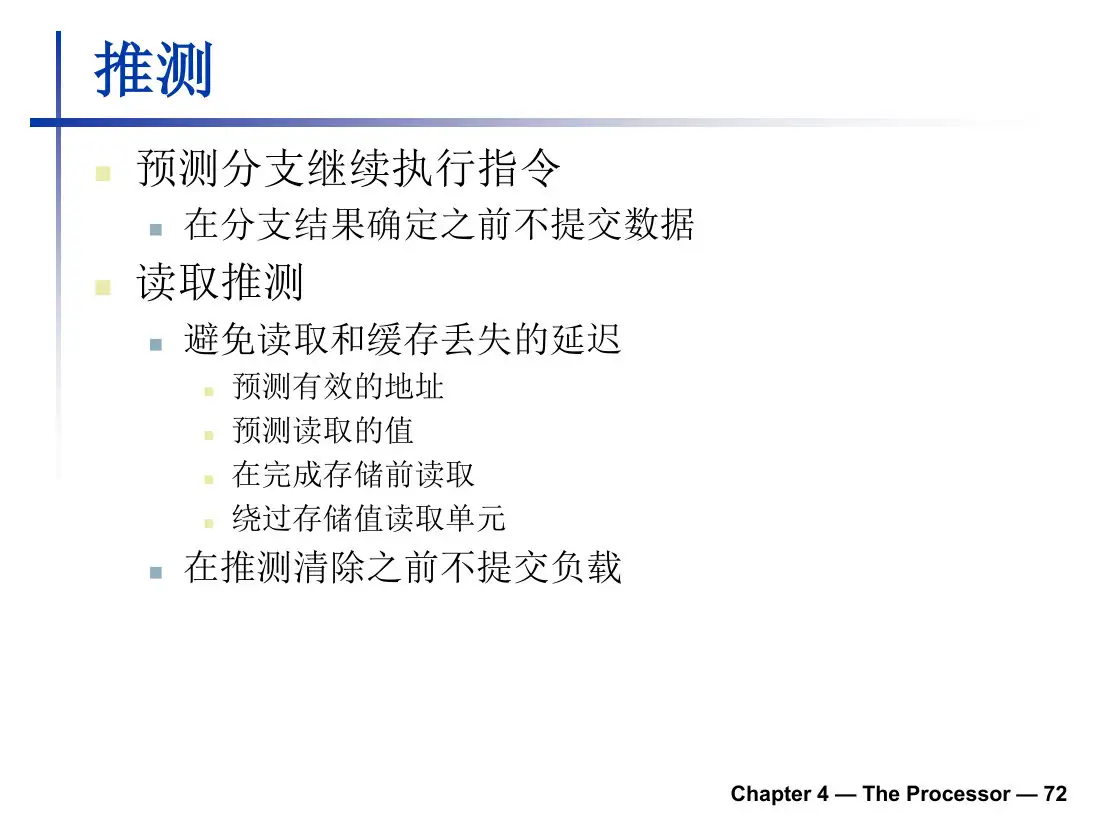 推测
预测分支继续执行指令
在分支结果确定之前不提交数据
读取推测
避免读取和缓存丢失的延迟
预测有效的地址
预测读取的值
在完成存储前读取
绕过存储值读取单元
在推测清除之前不提交负载
Chapter 4 — The Processor — 72